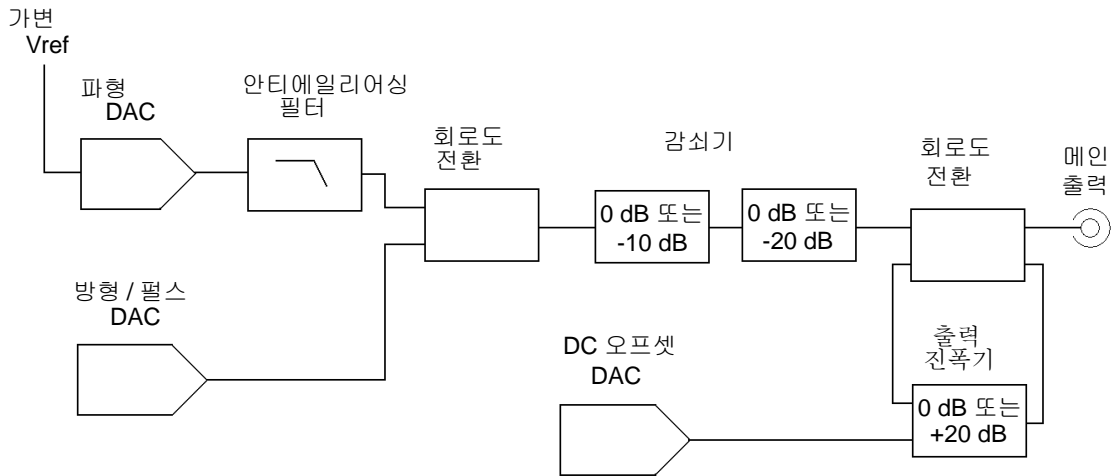 가변
Vref
파형
DAC
안티에일리어싱
필터
회로도
전환
감쇠기
회로도
전환
메인
출력
0 dB 또는
-10 dB
0 dB 또는
-20 dB
방형 / 펄스
DAC
DC 오프셋
DAC
출력
진폭기
0 dB 또는
+20 dB